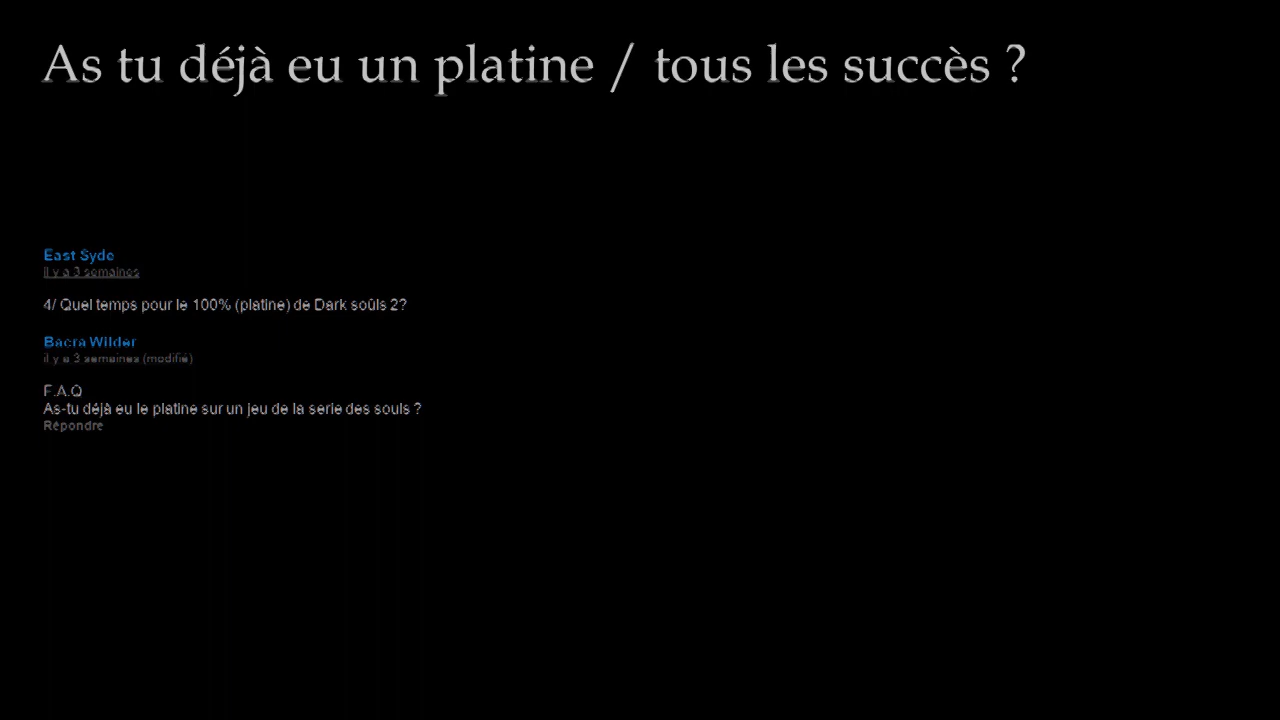 As tu déjà eu un platine / tous les succès ?
East Syde
il y a 3 semaines
4/ Quel temps pour le 100% (platine) de Dark soûls 2?
Bacra Wilder
il y a 3 semaines (modifié)
F.A.Q
As-tu déjà eu le platine sur un jeu de la serie des souls ?
Répondre